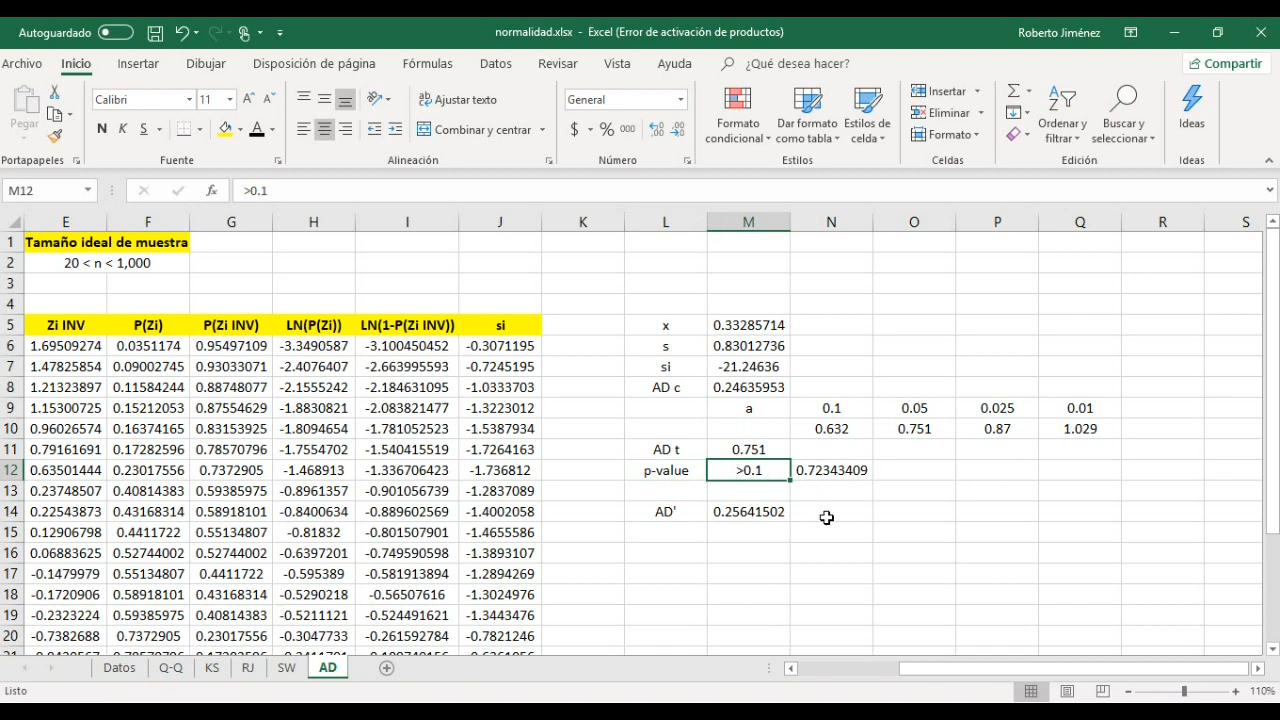 Autoguardado normalidad.xlsx - Excel (Error de activación de productos) Roberto Jiménez
Archivo Inicio Insertar Dibujar Disposición de página Fórmulas Datos Revisar Vista Ayuda ¿Qué desea hacer? Compartir
Pegar Calibri 11 Ajustar texto General Formato condicional Dar formato como tabla Estilos de celda Insertar Ordenar y filtrar Buscar y seleccionar Ideas
N K S A Combinar y centrar $ % 000 Eliminar
Formato
Portapapeles Fuente Alineación Número Estilos Celdas Edición Ideas
M12 fx >0.1
E F G H I J K L M N O P Q R S
1 Tamaño ideal de muestra
2 20 < n < 1,000
3
4
5 Zi INV P(Zi) P(Zi INV) LN(P(Zi)) LN(1-P(Zi INV)) si x 0.33285714
6 1.69509274 0.0351174 0.95497109 -3.3490587 -3.100450452 -0.3071195 s 0.83012736
7 1.47825854 0.09002745 0.93033071 -2.4076407 -2.663995593 -0.7245195 si -21.24636
8 1.21323897 0.11584244 0.88748077 -2.1555242 -2.184631095 -1.0333703 AD c 0.24635953
9 1.15300725 0.15212053 0.87554629 -1.8830821 -2.083821477 -1.3223012 a 0.1 0.05 0.025 0.01
10 0.96026574 0.16374165 0.83153925 -1.8094654 -1.781052523 -1.5387934 0.632 0.751 0.87 1.029
11 0.79161691 0.17282596 0.78570796 -1.7554702 -1.540415519 -1.7264163 AD t 0.751
12 0.63501444 0.23017556 0.7372905 -1.468913 -1.336706423 -1.736812 p-value >0.1 0.72343409
13 0.23748507 0.40814383 0.59385975 -0.8961357 -0.901056739 -1.2837089
14 0.22543873 0.43168314 0.58918101 -0.8400634 -0.889602569 -1.4002058 AD' 0.25641502
15 0.12906798 0.4411722 0.55134807 -0.81832 -0.801507901 -1.4655586
16 0.06883625 0.52744002 0.52744002 -0.6397201 -0.749590598 -1.3893107
17 -0.1479979 0.55134807 0.4411722 -0.595389 -0.581913894 -1.2894269
18 -0.1720906 0.58918101 0.43168314 -0.5290218 -0.56507616 -1.3024976
19 -0.2323224 0.59385975 0.40814383 -0.5211121 -0.524491621 -1.3443476
20 -0.7382688 0.7372905 0.23017556 -0.3047733 -0.261592784 -0.7821246
Datos Q-Q KS RJ SW AD
Listo 110%